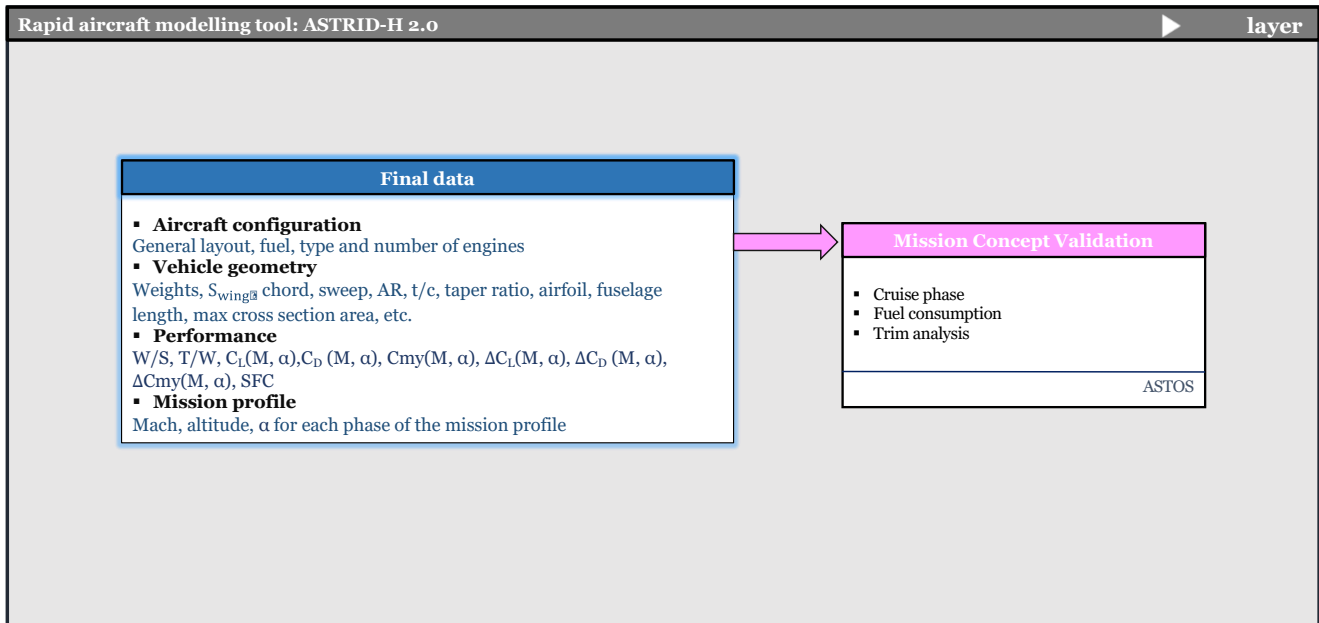 Rapid aircraft modelling tool: ASTRID-H 2.0
layer
Final data
▪ Aircraft configuration
General layout, fuel, type and number of engines
▪ Vehicle geometry
Weights, Swing chord, sweep, AR, t/c, taper ratio, airfoil, fuselage
length, max cross section area, etc.
▪ Performance
W/S, T/W, CL(M, α),CD (M, α), Cmy(M, α), ΔCL(M, α), ΔCD (M, α),
ΔCmy(M, α), SFC
▪ Mission profile
Mach, altitude, α for each phase of the mission profile
Mission Concept Validation
▪ Cruise phase
▪ Fuel consumption
▪ Trim analysis
ASTOS